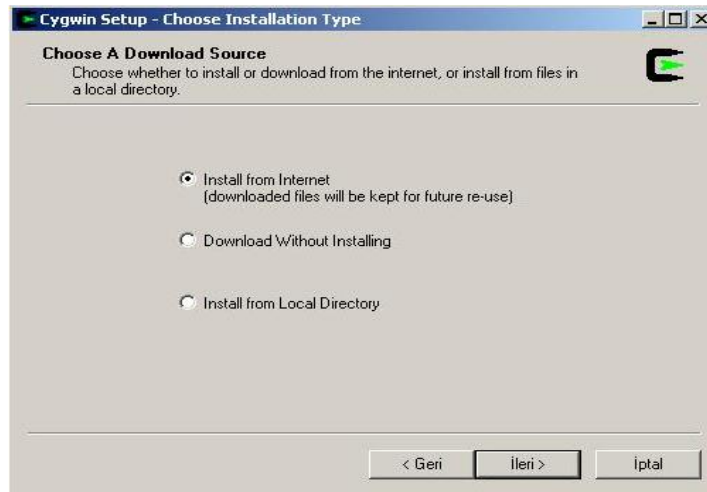 Cygwin Setup - Choose Installation Type
Choose A Download Source
Choose whether to install or download from the internet, or install from files in
a local directory.
Install from Internet
(downloaded files will be kept for future re-use)
Download Without Installing
Install from Local Directory
< Geri
İleri >
İptal